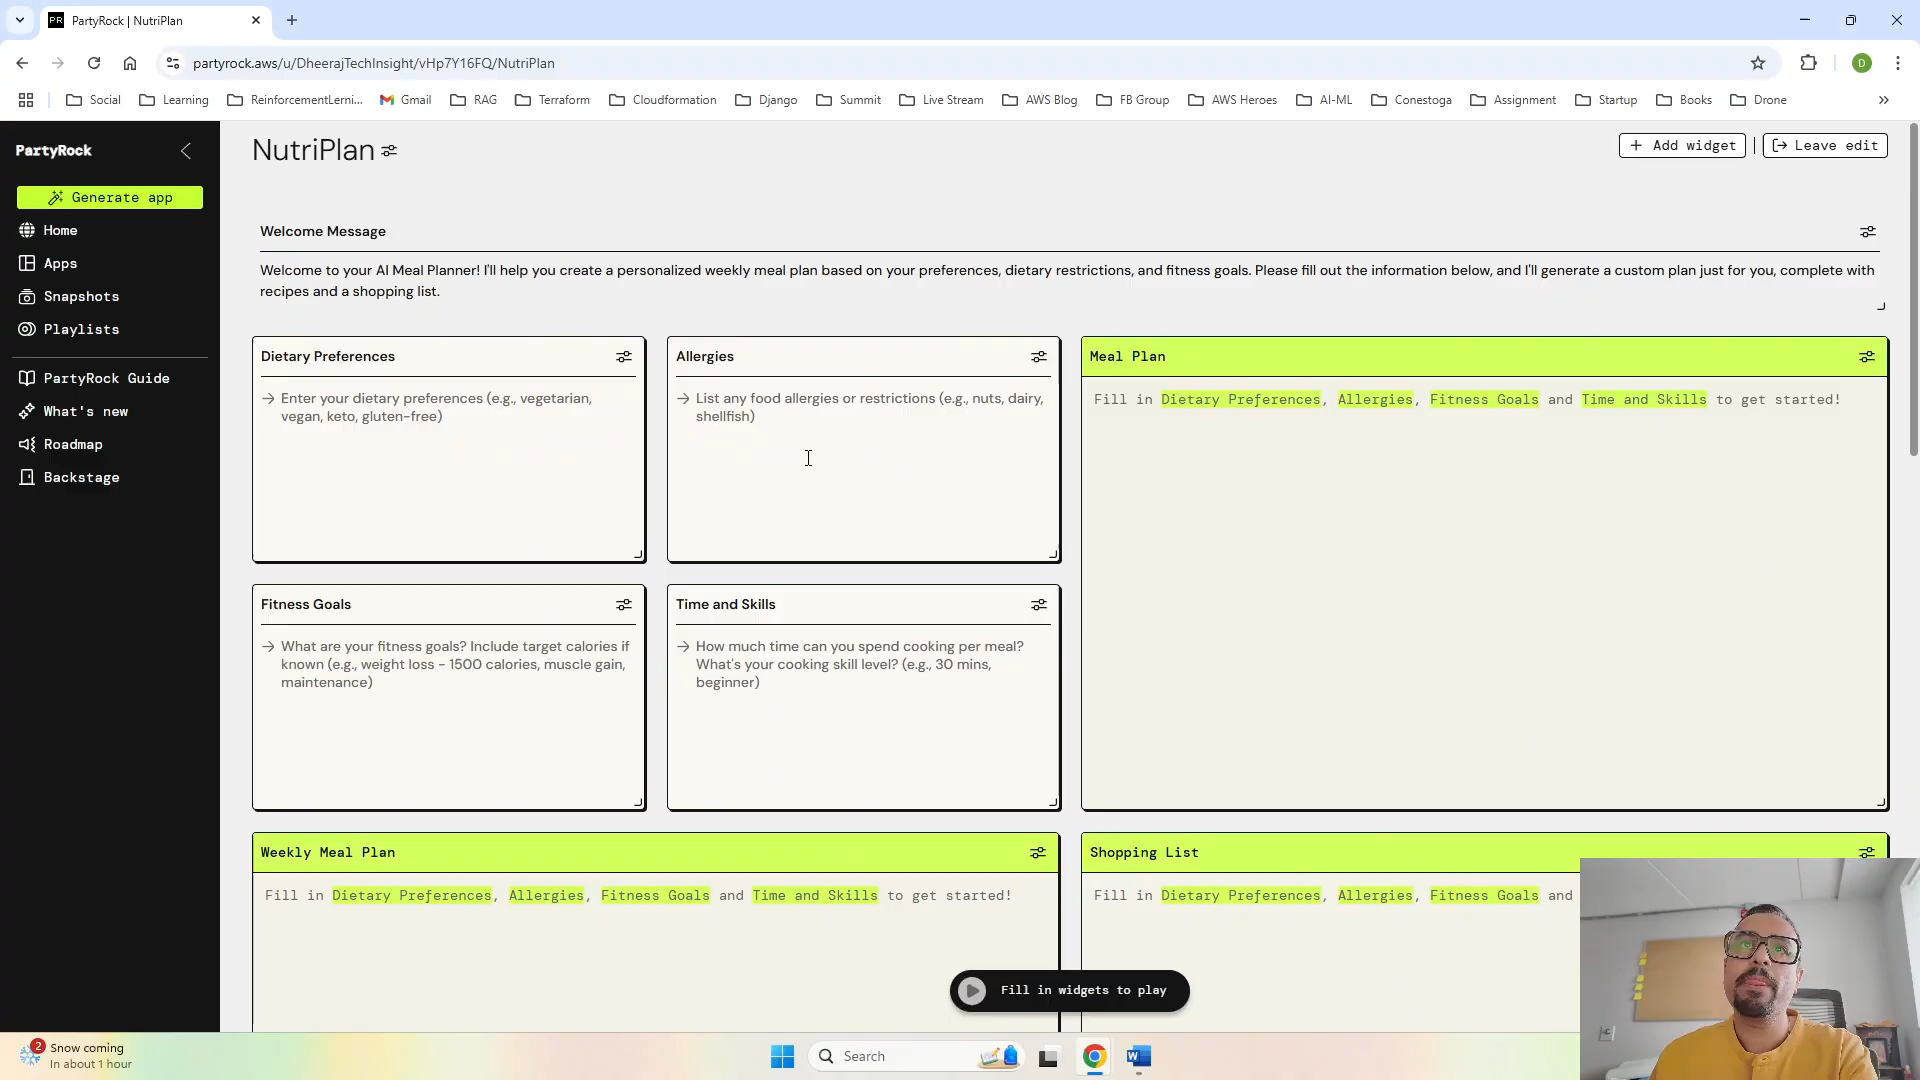 PartyRock | NutriPlan
partyrock.aws/u/DheerajTechInsight/vHp7Y16FQ/NutriPlan
D
Social
Learning
ReinforcementLerni...
Gmail
RAG
Terraform
Cloudformation
Django
Summit
Live Stream
AWS Blog
FB Group
AWS Heroes
AI-ML
Conestoga
Assignment
Startup
Books
Drone
PartyRock
Generate app
Home
Apps
Snapshots
Playlists
PartyRock Guide
What's new
Roadmap
Backstage
NutriPlan
Add widget
Leave edit
Welcome Message
Welcome to your AI Meal Planner! I'll help you create a personalized weekly meal plan based on your preferences, dietary restrictions, and fitness goals. Please fill out the information below, and I'll generate a custom plan just for you, complete with
recipes and a shopping list.
Dietary Preferences
Enter your dietary preferences (e.g., vegetarian,
vegan, keto, gluten-free)
Allergies
List any food allergies or restrictions (e.g., nuts, dairy,
shellfish)
Meal Plan
Fill in Dietary Preferences, Allergies, Fitness Goals and Time and Skills to get started!
Fitness Goals
What are your fitness goals? Include target calories if
known (e.g., weight loss - 1500 calories, muscle gain,
maintenance)
Time and Skills
How much time can you spend cooking per meal?
What's your cooking skill level? (e.g., 30 mins,
beginner)
Weekly Meal Plan
Fill in Dietary Preferences, Allergies, Fitness Goals and Time and Skills to get started!
Shopping List
Fill in Dietary Preferences, Allergies, Fitness Goals and
Fill in widgets to play
2
Snow coming
In about 1 hour
Search